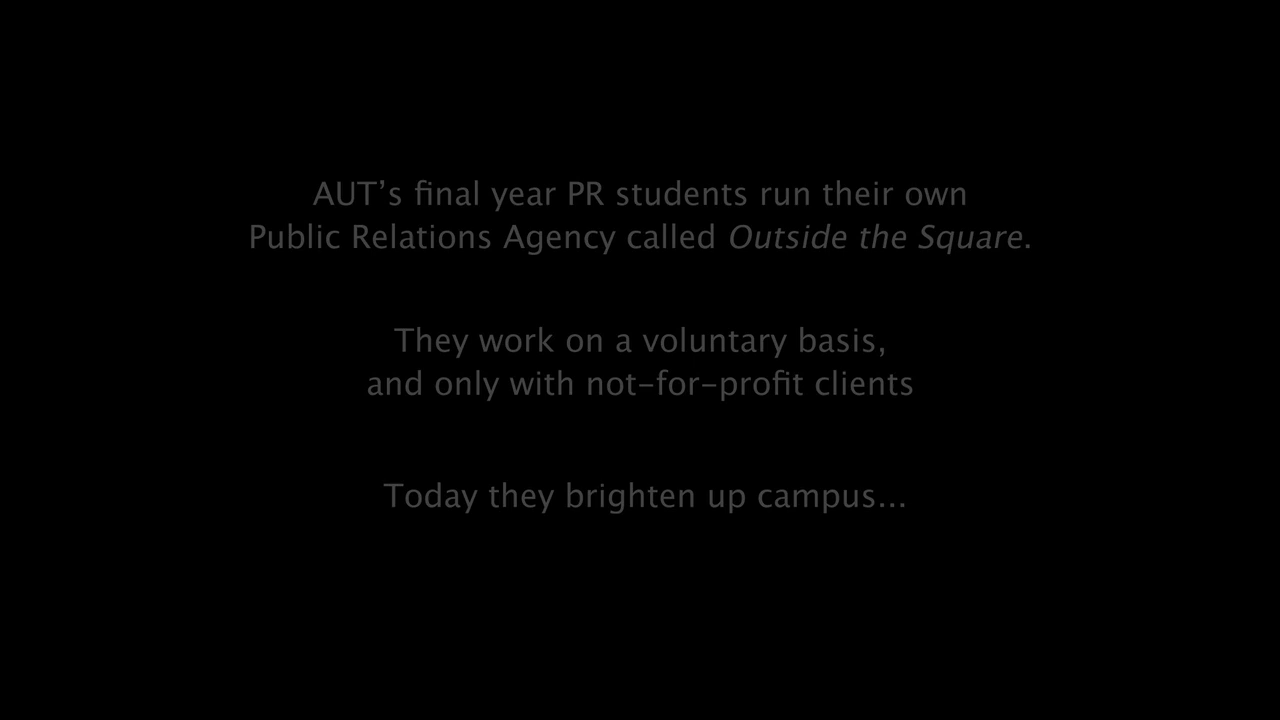 AUT’s final year PR students run their own
Public Relations Agency called Outside the Square.
They work on a voluntary basis,
and only with not-for-profit clients
Today they brighten up campus...